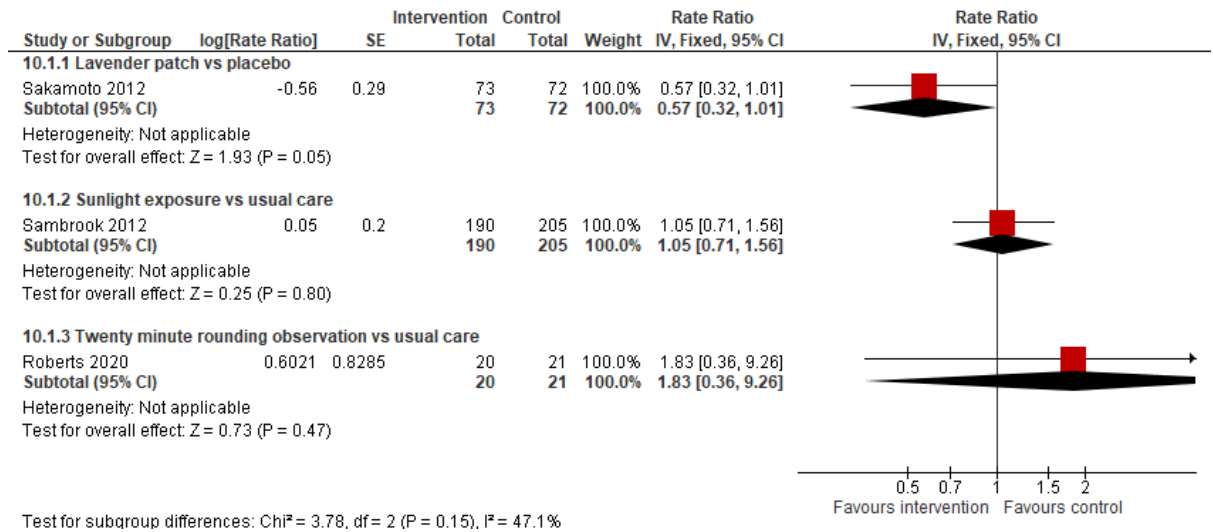 Intervention Control Rate Ratio Rate Ratio
Study or Subgroup log[Rate Ratio] SE Total Total Weight IV, Fixed, 95% CI IV, Fixed, 95% CI
10.1.1 Lavender patch vs placebo
Sakamoto 2012 -0.56 0.29 73 72 100.0% 0.57 [0.32, 1.01]
Subtotal (95% CI) 73 72 100.0% 0.57 [0.32, 1.01]
Heterogeneity: Not applicable
Test for overall effect: Z = 1.93 (P = 0.05)
10.1.2 Sunlight exposure vs usual care
Sambrook 2012 0.05 0.2 190 205 100.0% 1.05 [0.71, 1.56]
Subtotal (95% CI) 190 205 100.0% 1.05 [0.71, 1.56]
Heterogeneity: Not applicable
Test for overall effect: Z = 0.25 (P = 0.80)
10.1.3 Twenty minute rounding observation vs usual care
Roberts 2020 0.6021 0.8285 20 21 100.0% 1.83 [0.36, 9.26]
Subtotal (95% CI) 20 21 100.0% 1.83 [0.36, 9.26]
Heterogeneity: Not applicable
Test for overall effect: Z = 0.73 (P = 0.47)
0.5 0.7 1 1.5 2
Favours intervention Favours control
Test for subgroup differences: Chi² = 3.78, df = 2 (P = 0.15), I² = 47.1%